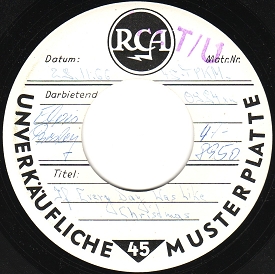 RCA
T/U
Datum:
Matr.Nr.
Darbietend
Elvis
Presley
Titel:
If Every Day Was Like
Christmas
UNVERKÄUFLICHE 45 MUSTERPLATTE